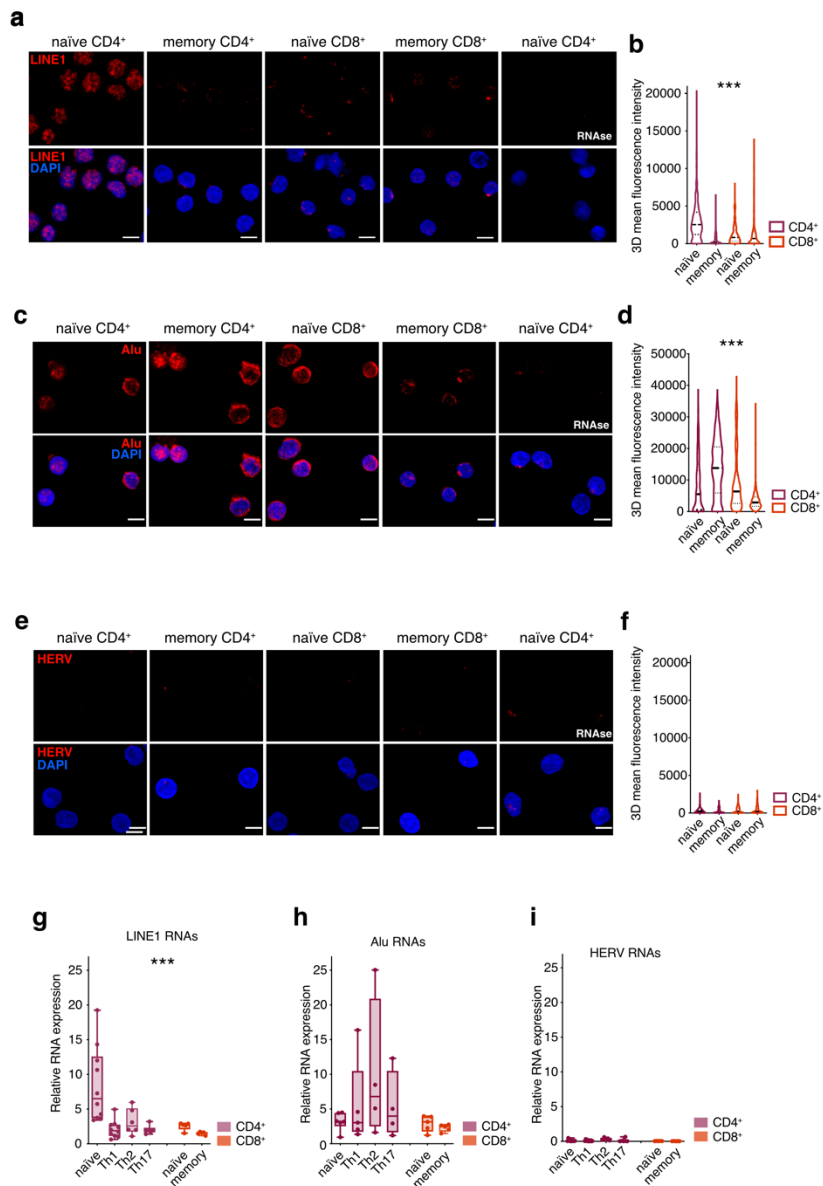 a
naïve CD4⁺ memory CD4⁺ naïve CD8⁺ memory CD8⁺ naïve CD4⁺
LINE1
RNAse
LINE1
DAPI
b
3D mean fluorescence intensity
20000
15000
10000
5000
0
***
naïve memory naïve memory
CD4⁺
CD8⁺
c
naïve CD4⁺ memory CD4⁺ naïve CD8⁺ memory CD8⁺ naïve CD4⁺
Alu
RNAse
Alu
DAPI
d
3D mean fluorescence intensity
50000
40000
30000
20000
10000
0
***
naïve memory naïve memory
CD4⁺
CD8⁺
e
naïve CD4⁺ memory CD4⁺ naïve CD8⁺ memory CD8⁺ naïve CD4⁺
HERV
RNAse
HERV
DAPI
f
3D mean fluorescence intensity
20000
15000
10000
5000
0
naïve memory naïve memory
CD4⁺
CD8⁺
g
LINE1 RNAs
***
Relative RNA expression
25
20
15
10
5
0
naïve Th1 Th2 Th17 naïve memory
CD4⁺
CD8⁺
h
Alu RNAs
Relative RNA expression
25
20
15
10
5
0
naïve Th1 Th2 Th17 naïve memory
CD4⁺
CD8⁺
i
HERV RNAs
Relative RNA expression
25
20
15
10
5
0
naïve Th1 Th2 Th17 naïve memory
CD4⁺
CD8⁺